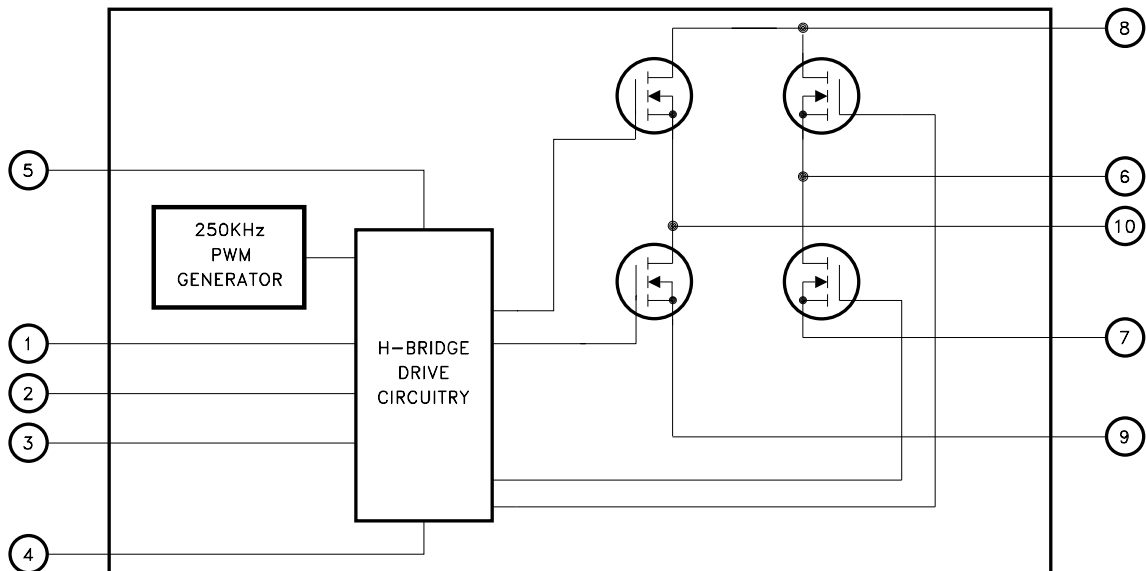 8
5
6
250KHz
PWM
GENERATOR
10
1
H-BRIDGE
DRIVE
CIRCUITRY
7
2
3
9
4